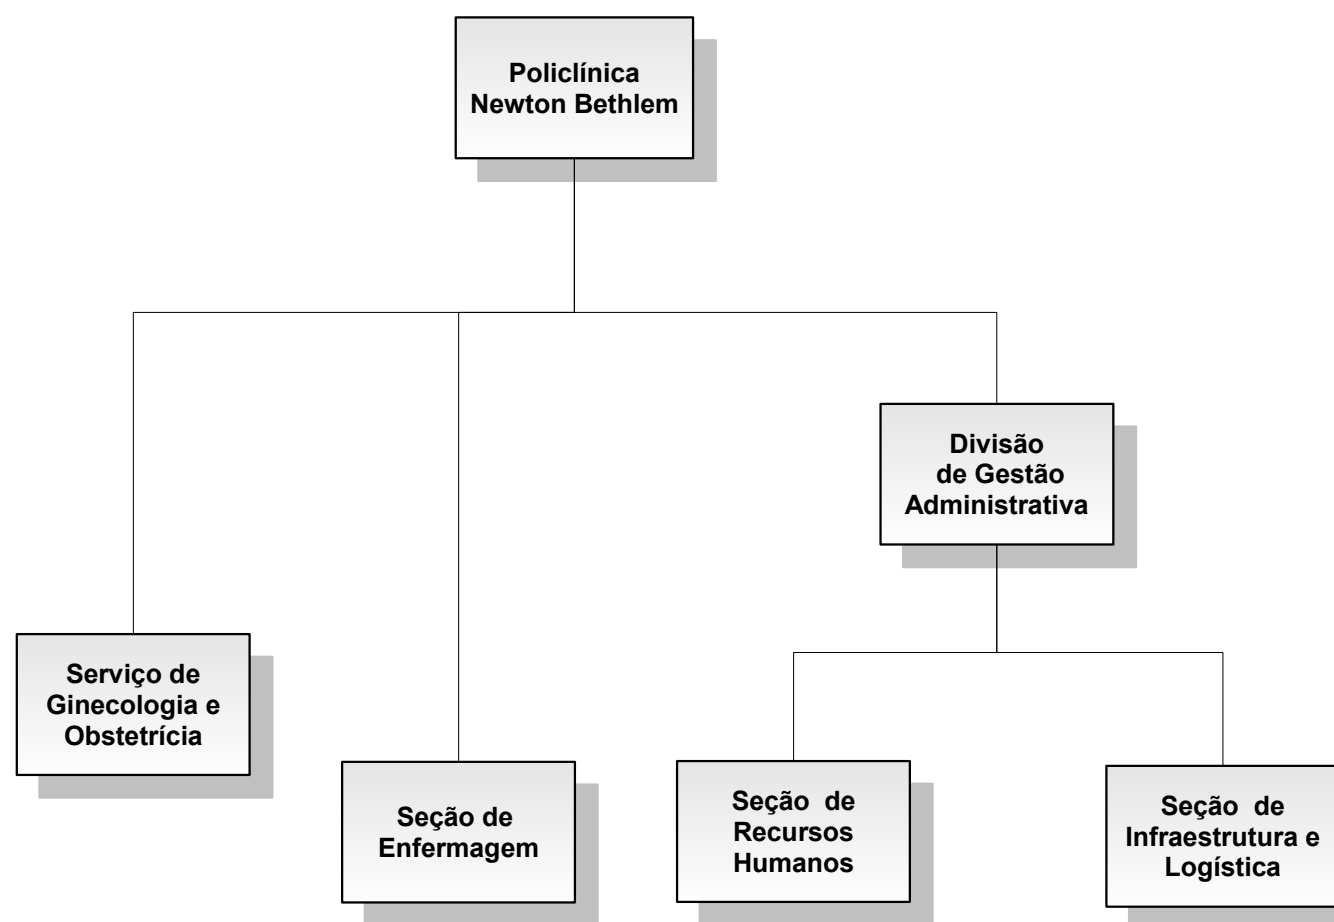 Policlínica
Newton Bethlem
Divisão
de Gestão
Administrativa
Serviço de
Ginecologia e
Obstetrícia
Seção de
Enfermagem
Seção  de
Recursos
Humanos
Seção  de
Infraestrutura e
Logística